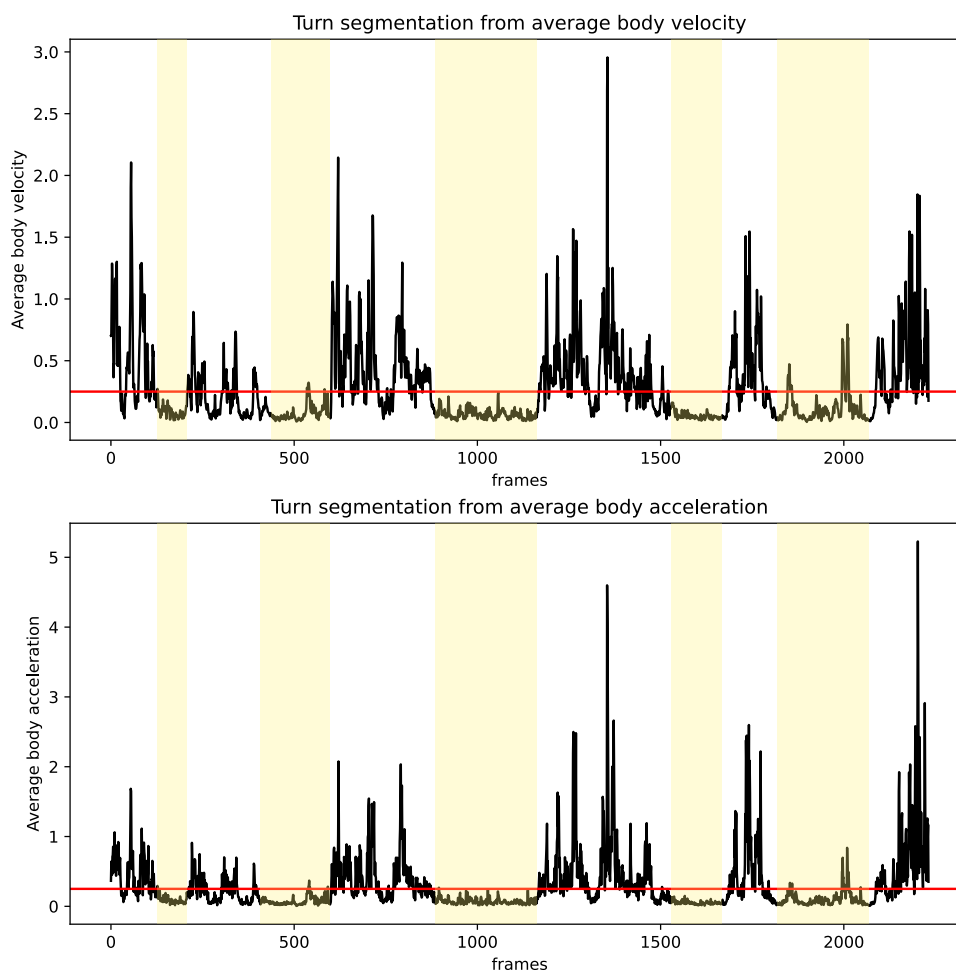 Turn segmentation from average body velocity
3.0
2.5
2.0
1.5
1.0
0.5
0.0
Average body velocity
0 500 1000 1500 2000
frames
Turn segmentation from average body acceleration
5
4
3
2
1
0
Average body acceleration
0 500 1000 1500 2000
frames